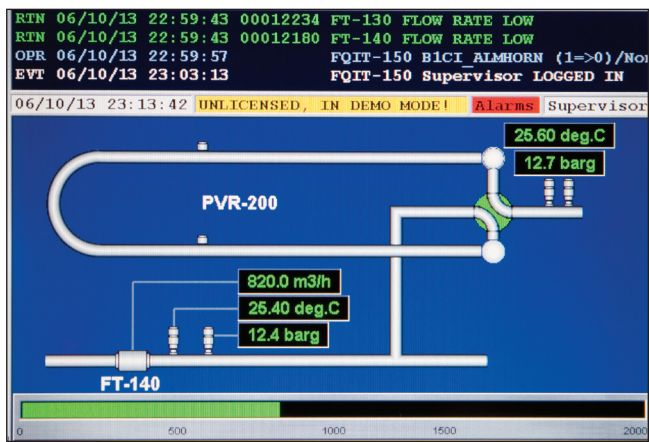 RTN 06/10/13 22:59:43 00012234 FT-130 FLOW RATE LOW
RTN 06/10/13 22:59:43 00012180 FT-140 FLOW RATE LOW
OPR 06/10/13 22:59:57 FQIT-150 B1CI_ALMHORN (1=>0)/No
EVT 06/10/13 23:03:13 FQIT-150 Supervisor LOGGED IN
06/10/13 23:13:42 UNLICENSED, IN DEMO MODE! Alarms Supervisor
25.60 deg.C
12.7 barg
PVR-200
820.0 m3/h
25.40 deg.C
12.4 barg
FT-140
0 500 1000 1500 2000